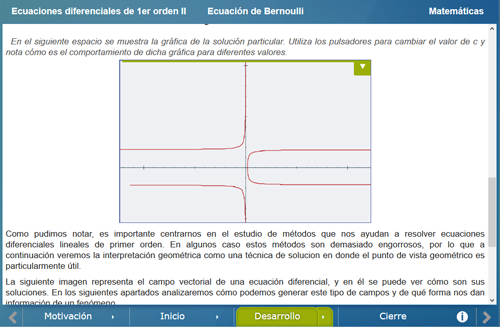 Ecuaciones diferenciales de 1er orden II Ecuación de Bernoulli Matemáticas
En el siguiente espacio se muestra la gráfica de la solución particular. Utiliza los pulsadores para cambiar el valor de c y
nota cómo es el comportamiento de dicha gráfica para diferentes valores.
Como pudimos notar, es importante centrarnos en el estudio de métodos que nos ayudan a resolver ecuaciones
diferenciales lineales de primer orden. En algunos caso estos métodos son demasiado engorrosos, por lo que a
continuación veremos la interpretación geométrica como una técnica de solucion en donde el punto de vista geométrico es
particularmente útil.
La siguiente imagen representa el campo vectorial de una ecuación diferencial, y en él se puede ver cómo son sus
soluciones. En los siguientes apartados analizaremos cómo podemos generar este tipo de campos y de qué forma nos dan
información de un fenómeno.
Motivación Inicio Desarrollo Cierre i